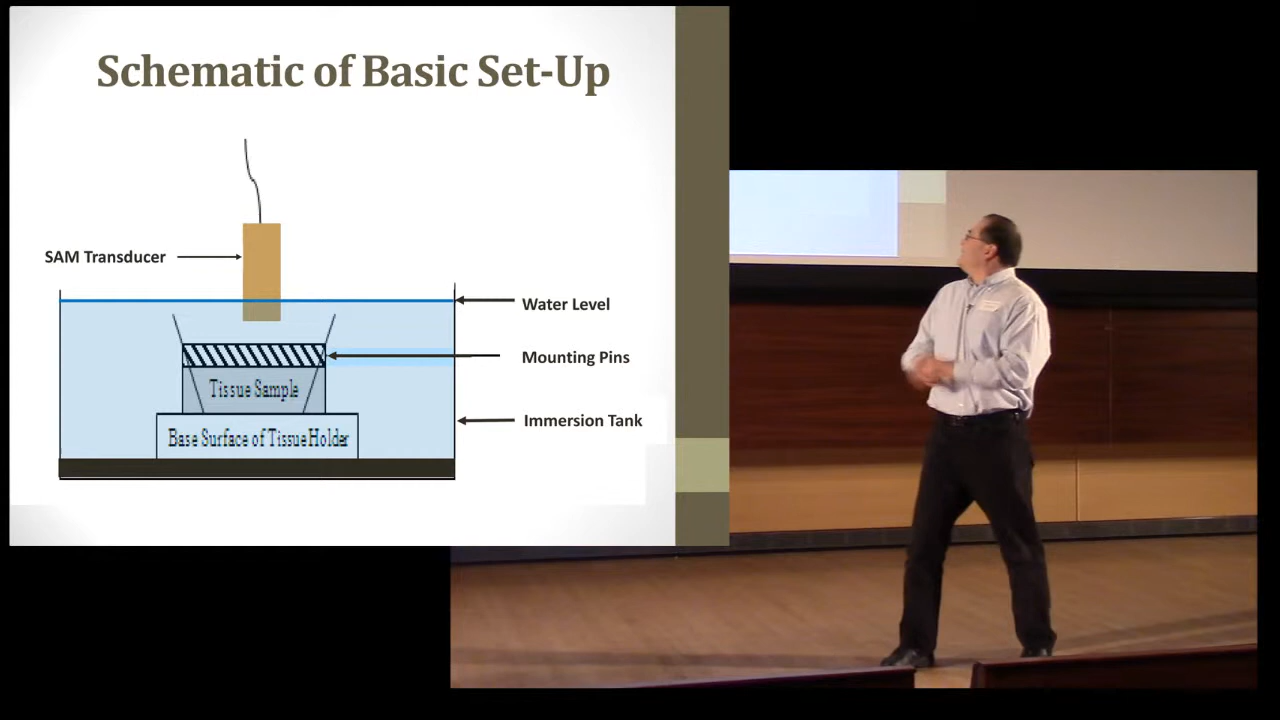 Schematic of Basic Set-Up
SAM Transducer
Water Level
Mounting Pins
Tissue Sample
Immersion Tank
Base Surface of Tissue Holder